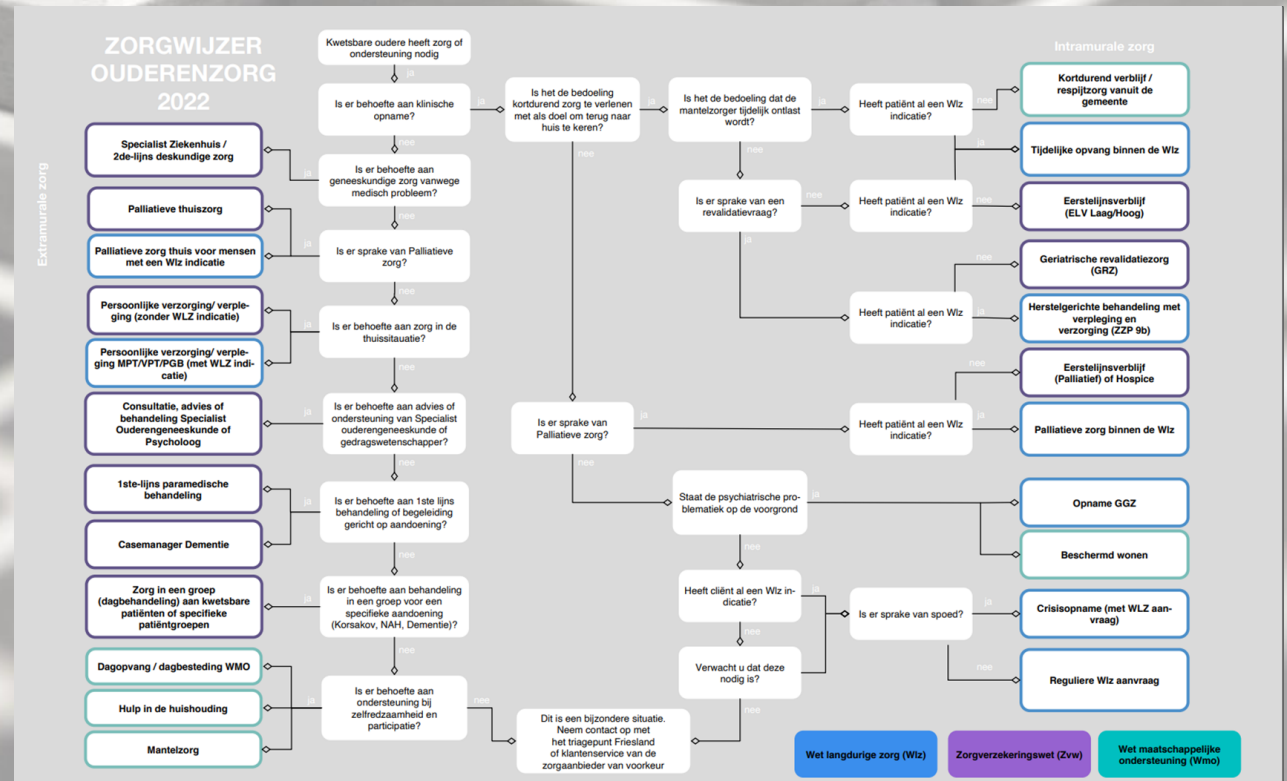 ZORGWIJZER
OUDERENZORG
2022
Extramurale zorg
Intramurale zorg
Kwetsbare oudere heeft zorg of
ondersteuning nodig
ja
Is er behoefte aan klinische
opname?
ja
nee
Is het de bedoeling
kortdurend zorg te verlenen
met als doel om terug naar
huis te keren?
ja
nee
Is het de bedoeling dat de
mantelzorger tijdelijk ontlast
wordt?
ja
nee
Heeft patiënt al een Wlz
indicatie?
nee
ja
Kortdurend verblijf /
respijtzorg vanuit de
gemeente
Tijdelijke opvang binnen de Wlz
Specialist Ziekenhuis /
2de-lijns deskundige zorg
ja
Is er behoefte aan
geneeskundige zorg vanwege
medisch probleem?
nee
Is er sprake van een
revalidatievraag?
nee
ja
Heeft patiënt al een Wlz
indicatie?
nee
Eerstelijnsverblijf
(ELV Laag/Hoog)
Palliatieve thuiszorg
Palliatieve zorg thuis voor mensen
met een Wlz indicatie
ja
Is er sprake van Palliatieve
zorg?
nee
Geriatrische revalidatiezorg
(GRZ)
nee
Heeft patiënt al een Wlz
indicatie?
ja
Herstelgerichte behandeling met
verpleging en
verzorging (ZZP 9b)
Persoonlijke verzorging/ verple-
ging (zonder WLZ indicatie)
Persoonlijke verzorging/ verple-
ging MPT/VPT/PGB (met WLZ indi-
catie)
ja
Is er behoefte aan zorg in de
thuissitauatie?
nee
Eerstelijnsverblijf
(Palliatief) of Hospice
nee
Consultatie, advies of
behandeling Specialist
Ouderengeneeskunde of
Psycholoog
ja
Is er behoefte aan advies of
ondersteuning van Specialist
ouderengeneeskunde of
gedragswetenschapper?
nee
Is er sprake van
Palliatieve zorg?
ja
nee
Heeft patiënt al een Wlz
indicatie?
ja
Palliatieve zorg binnen de Wlz
1ste-lijns paramedische
behandeling
Casemanager Dementie
ja
Is er behoefte aan 1ste lijns
behandeling of begeleiding
gericht op aandoening?
nee
Staat de psychiatrische pro-
blematiek op de voorgrond
ja
nee
Opname GGZ
Beschermd wonen
Zorg in een groep
(dagbehandeling) aan kwetsbare
patiënten of specifieke
patiëntgroepen
ja
Is er behoefte aan behandeling
in een groep voor een
specifieke aandoening
(Korsakov, NAH, Dementie)?
nee
Heeft cliënt al een Wlz in-
dicatie?
ja
nee
Is er sprake van spoed?
ja
nee
Crisisopname (met WLZ aan-
vraag)
Reguliere Wlz aanvraag
Verwacht u dat deze
nodig is?
ja
nee
Dagopvang / dagbesteding WMO
Hulp in de huishouding
Mantelzorg
ja
Is er behoefte aan
ondersteuning bij
zelfredzaamheid en
participatie?
nee
Dit is een bijzondere situatie.
Neem contact op met
het triagepunt Friesland
of klantenservice van de
zorgaanbieder van voorkeur
Wet langdurige zorg (Wlz)
Zorgverzekeringswet (Zvw)
Wet maatschappelijke
ondersteuning (Wmo)